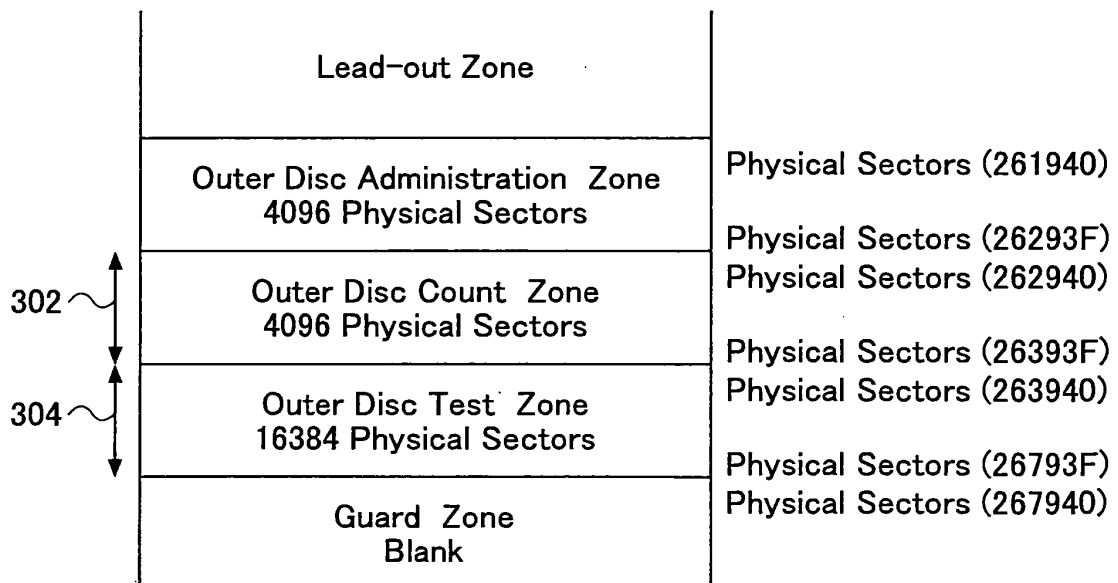 Lead-out Zone
Outer Disc Administration Zone
4096 Physical Sectors
Physical Sectors (261940)
Physical Sectors (26293F)
302
Outer Disc Count Zone
4096 Physical Sectors
Physical Sectors (262940)
Physical Sectors (26393F)
304
Outer Disc Test Zone
16384 Physical Sectors
Physical Sectors (263940)
Physical Sectors (26793F)
Guard Zone
Blank
Physical Sectors (267940)